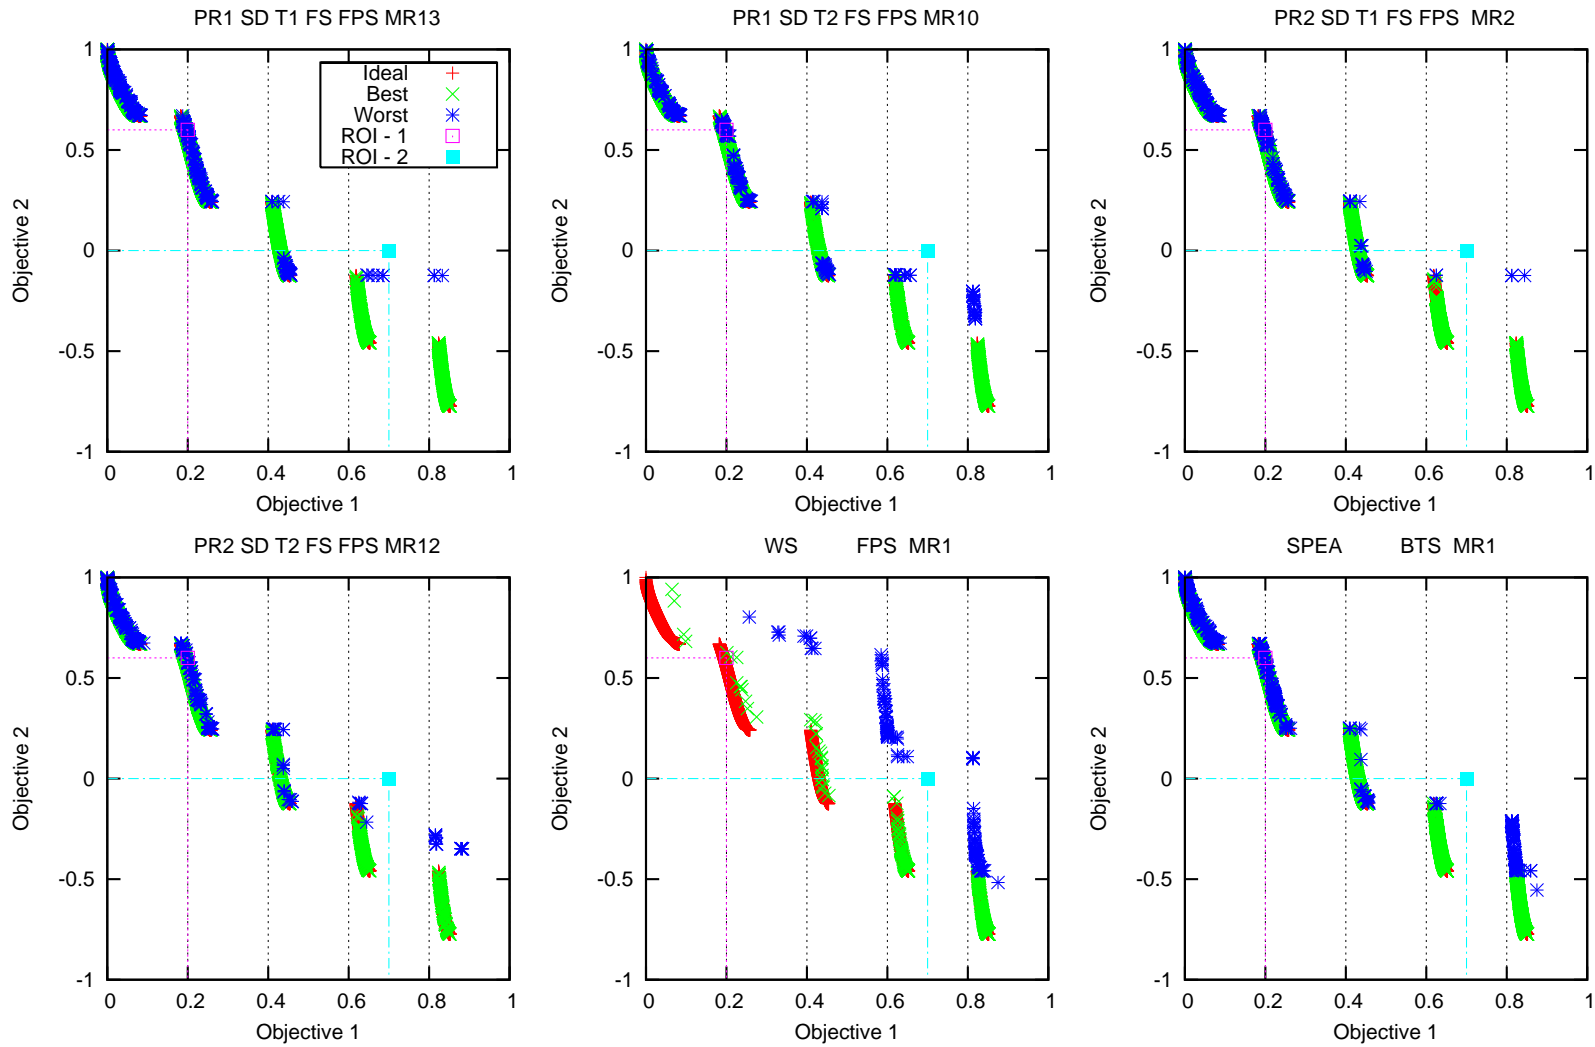 PR1 SD T1 FS FPS MR13
1
0.5
0
-0.5
-1
0 0.2 0.4 0.6 0.8 1
Objective 2
Objective 1
Ideal
Best
Worst
ROI - 1
ROI - 2
PR1 SD T2 FS FPS MR10
1
0.5
0
-0.5
-1
0 0.2 0.4 0.6 0.8 1
Objective 2
Objective 1
PR2 SD T1 FS FPS MR2
1
0.5
0
-0.5
-1
0 0.2 0.4 0.6 0.8 1
Objective 2
Objective 1
PR2 SD T2 FS FPS MR12
1
0.5
0
-0.5
-1
0 0.2 0.4 0.6 0.8 1
Objective 2
Objective 1
WS FPS MR1
1
0.5
0
-0.5
-1
0 0.2 0.4 0.6 0.8 1
Objective 2
Objective 1
SPEA BTS MR1
1
0.5
0
-0.5
-1
0 0.2 0.4 0.6 0.8 1
Objective 2
Objective 1